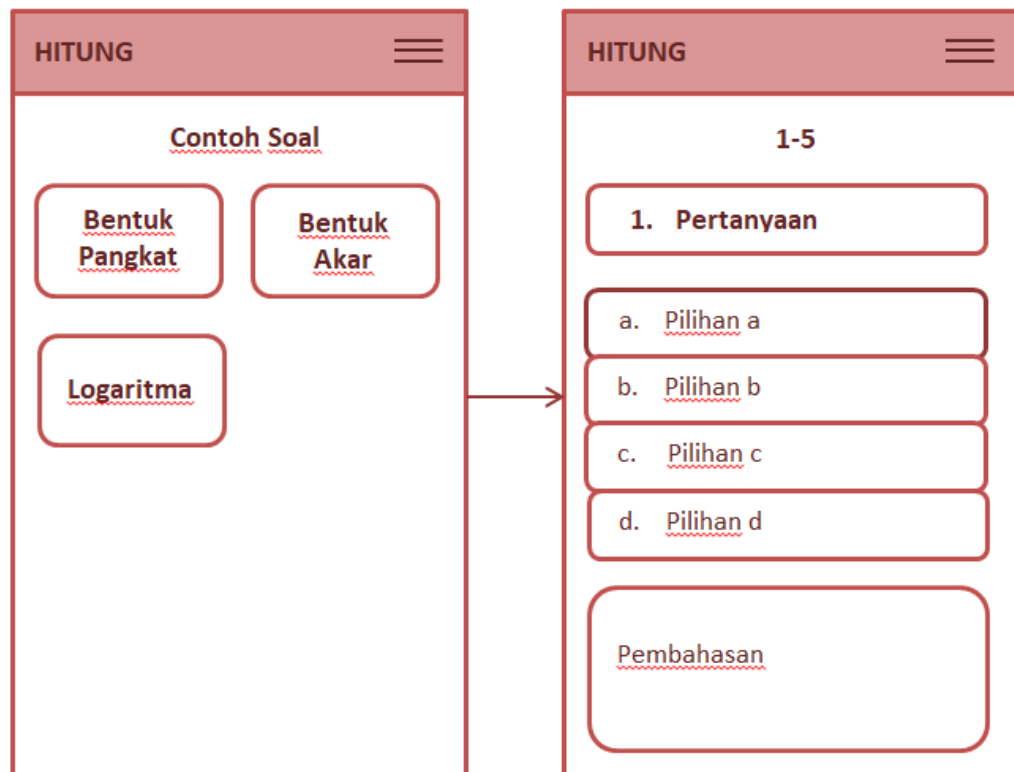 HITUNG
Contoh Soal
Bentuk
Pangkat
Bentuk
Akar
Logaritma
HITUNG
1-5
1. Pertanyaan
a. Pilihan a
b. Pilihan b
c. Pilihan c
d. Pilihan d
Pembahasan